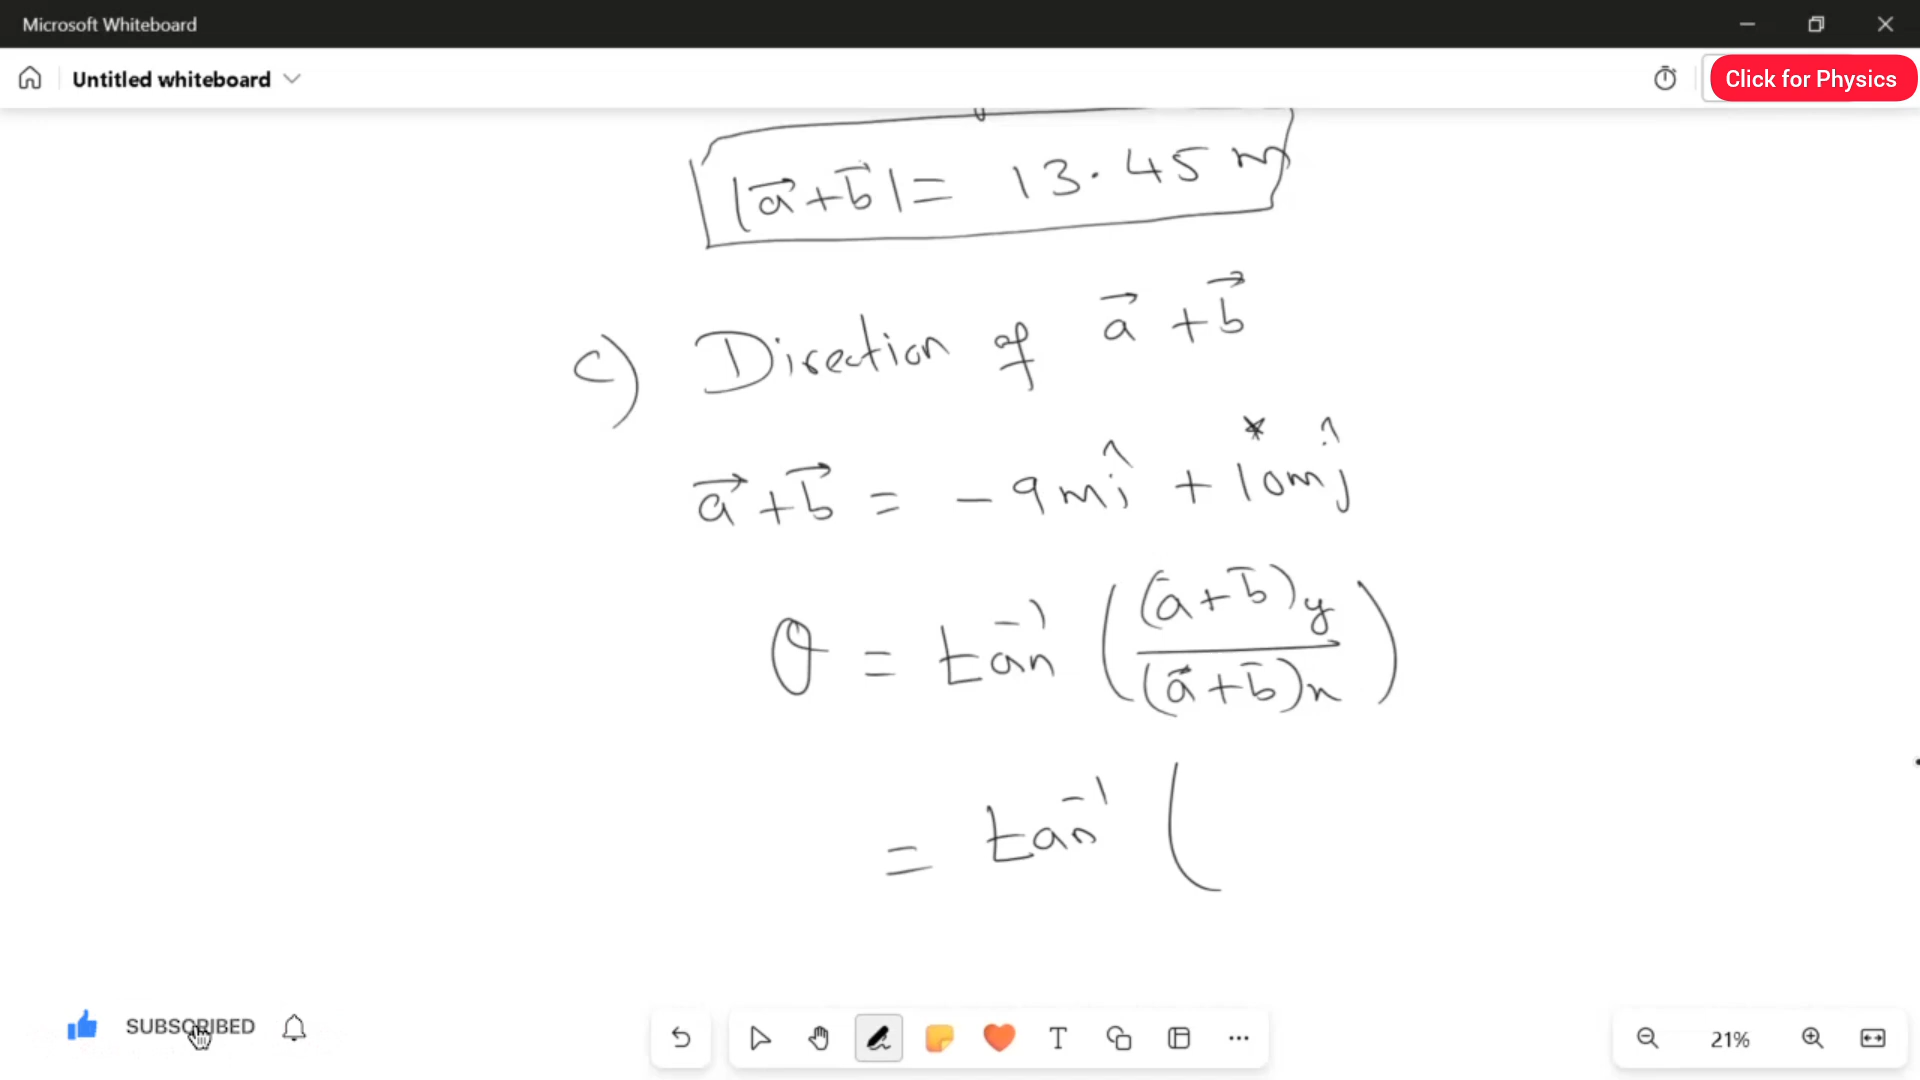 Microsoft Whiteboard
Untitled whiteboard
Click for Physics
|a⃗+b⃗| = 13.45 m
c) Direction of a⃗ + b⃗
a⃗+b⃗ = - 9m î + 10m ĵ
θ = tan⁻¹ ((a̅+b̅)y / (a⃗+b̅)x)
= tan⁻¹ (
SUBSCRIBED
T
21%